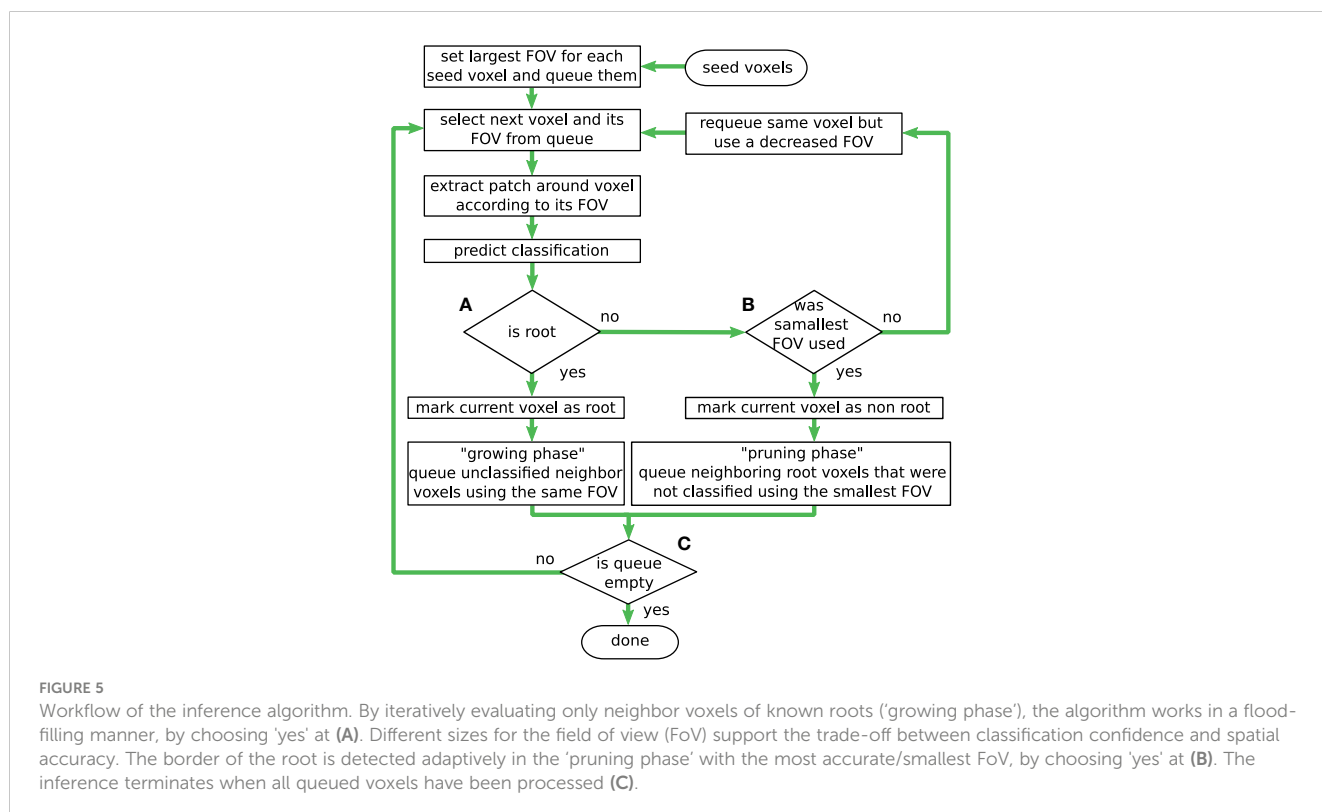 set largest FOV for each
seed voxel and queue them
seed voxels
select next voxel and its
FOV from queue
requeue same voxel but
use a decreased FOV
extract patch around voxel
according to its FOV
predict classification
A
is root
no
B
was
samallest
FOV used
no
yes
yes
mark current voxel as root
mark current voxel as non root
"growing phase"
queue unclassified neighbor
voxels using the same FOV
"pruning phase"
queue neighboring root voxels that were
not classified using the smallest FOV
C
no
is queue
empty
yes
done
FIGURE 5
Workflow of the inference algorithm. By iteratively evaluating only neighbor voxels of known roots (‘growing phase’), the algorithm works in a flood-
filling manner, by choosing 'yes' at (A). Different sizes for the field of view (FoV) support the trade-off between classification confidence and spatial
accuracy. The border of the root is detected adaptively in the ‘pruning phase’ with the most accurate/smallest FoV, by choosing 'yes' at (B). The
inference terminates when all queued voxels have been processed (C).